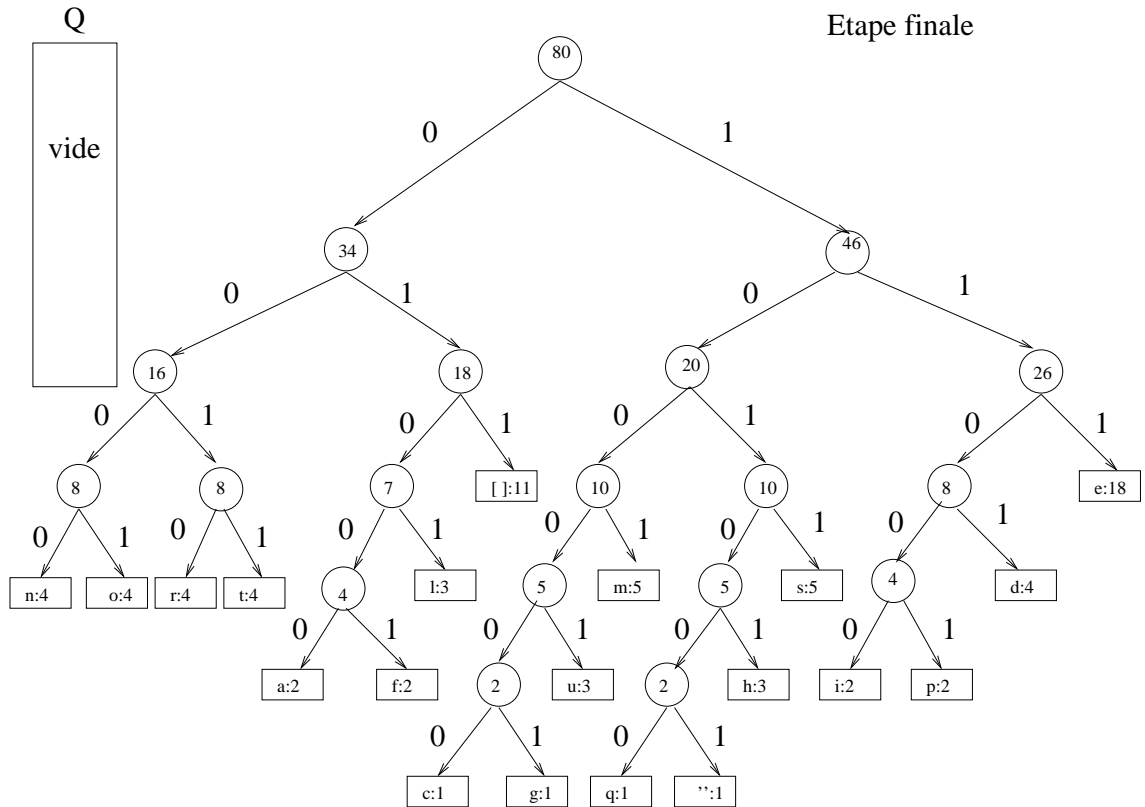 Q
Etape finale
80
vide
0
1
34
46
0
1
0
1
16
18
20
26
0
1
0
1
0
1
0
1
8
8
7
[ ]:11
10
10
8
e:18
0
1
0
1
0
1
0
1
0
1
0
1
n:4
o:4
r:4
t:4
4
l:3
5
m:5
5
s:5
4
d:4
0
1
0
1
0
1
0
1
a:2
f:2
2
u:3
2
h:3
i:2
p:2
0
1
0
1
c:1
g:1
q:1
’’:1